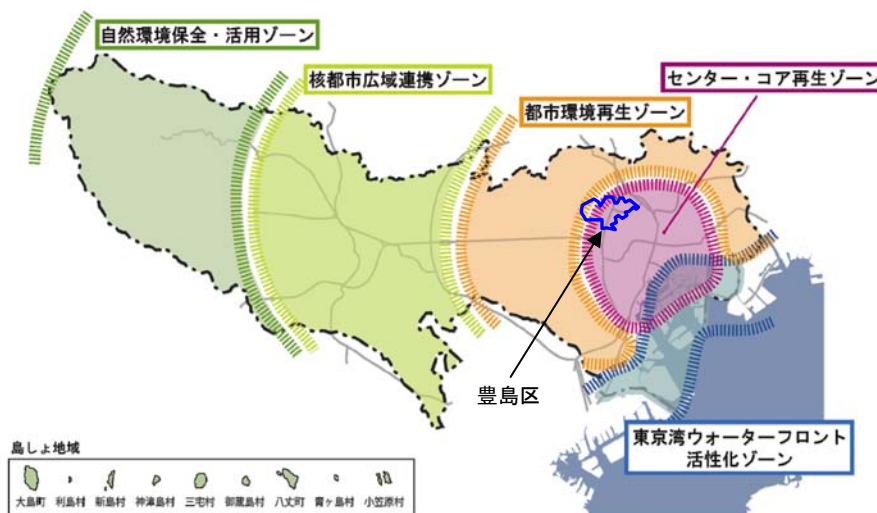 自然環境保全・活用ゾーン
核都市広域連携ゾーン
センター・コア再生ゾーン
都市環境再生ゾーン
豊島区
東京湾ウォーターフロント
活性化ゾーン
島しょ地域
大島町 利島村 新島村 神津島村 三宅村 御蔵島村 八丈町 青ヶ島村 小笠原村